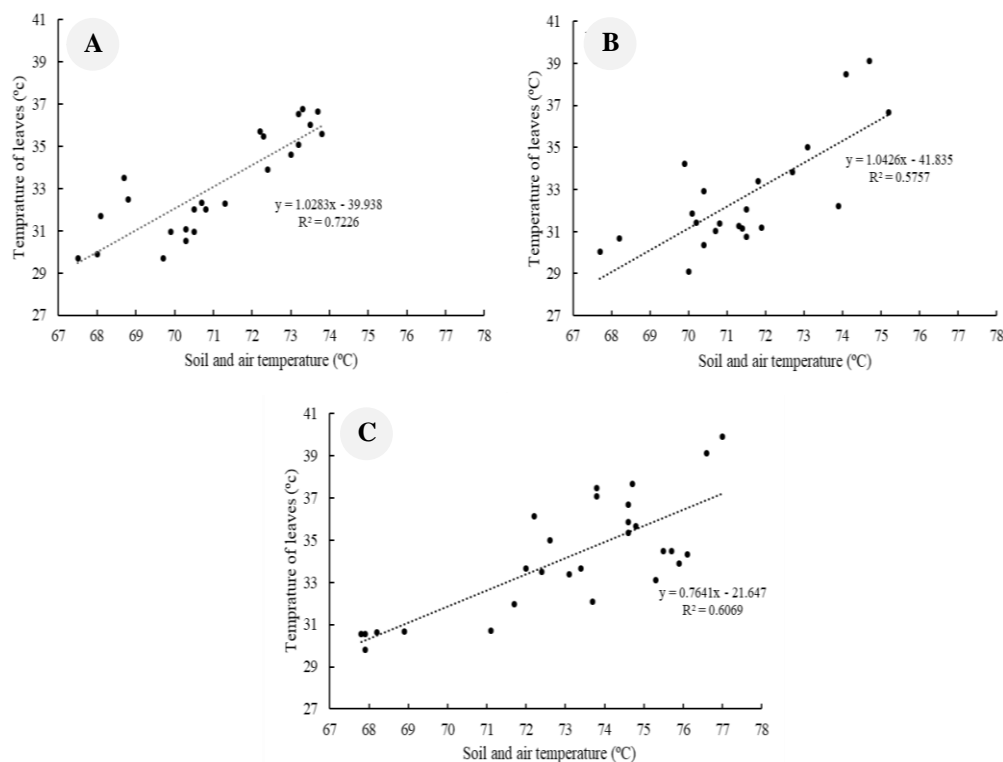 A
Temprature of leaves (°c)
41
39
37
35
33
31
29
27
y = 1.0283x - 39.938
R² = 0.7226
67 68 69 70 71 72 73 74 75 76 77 78
Soil and air temperature (ºC)
B
Temperature of leaves (°C)
41
39
37
35
33
31
29
27
y = 1.0426x - 41.835
R² = 0.5757
67 68 69 70 71 72 73 74 75 76 77 78
Soil and air temperature (ºC)
C
Temprature of leaves (°c)
41
39
37
35
33
31
29
27
y = 0.7641x - 21.647
R² = 0.6069
67 68 69 70 71 72 73 74 75 76 77 78
Soil and air temperature (ºC)